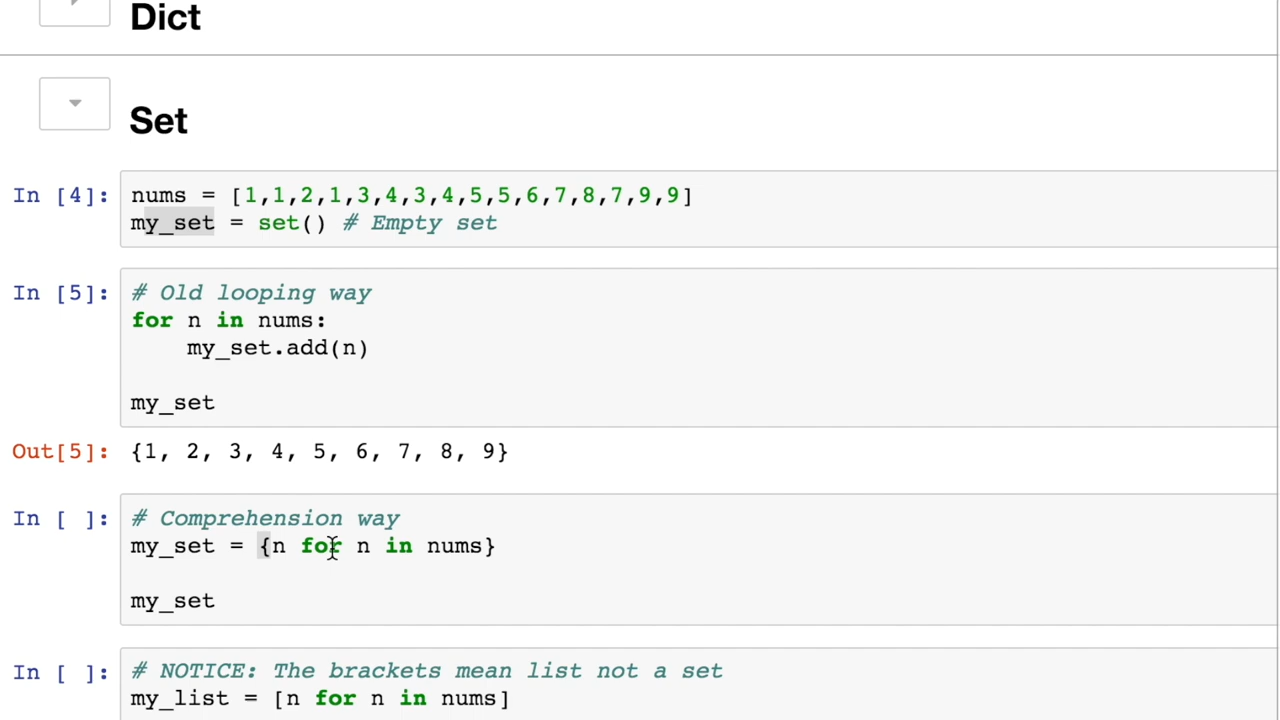 Dict
Set
In [4]: nums = [1,1,2,1,3,4,3,4,5,5,6,7,8,7,9,9]
my_set = set() # Empty set
In [5]: # Old looping way
for n in nums:
    my_set.add(n)
my_set
Out[5]: {1, 2, 3, 4, 5, 6, 7, 8, 9}
In [ ]: # Comprehension way
my_set = {n for n in nums}
my_set
In [ ]: # NOTICE: The brackets mean list not a set
my_list = [n for n in nums]